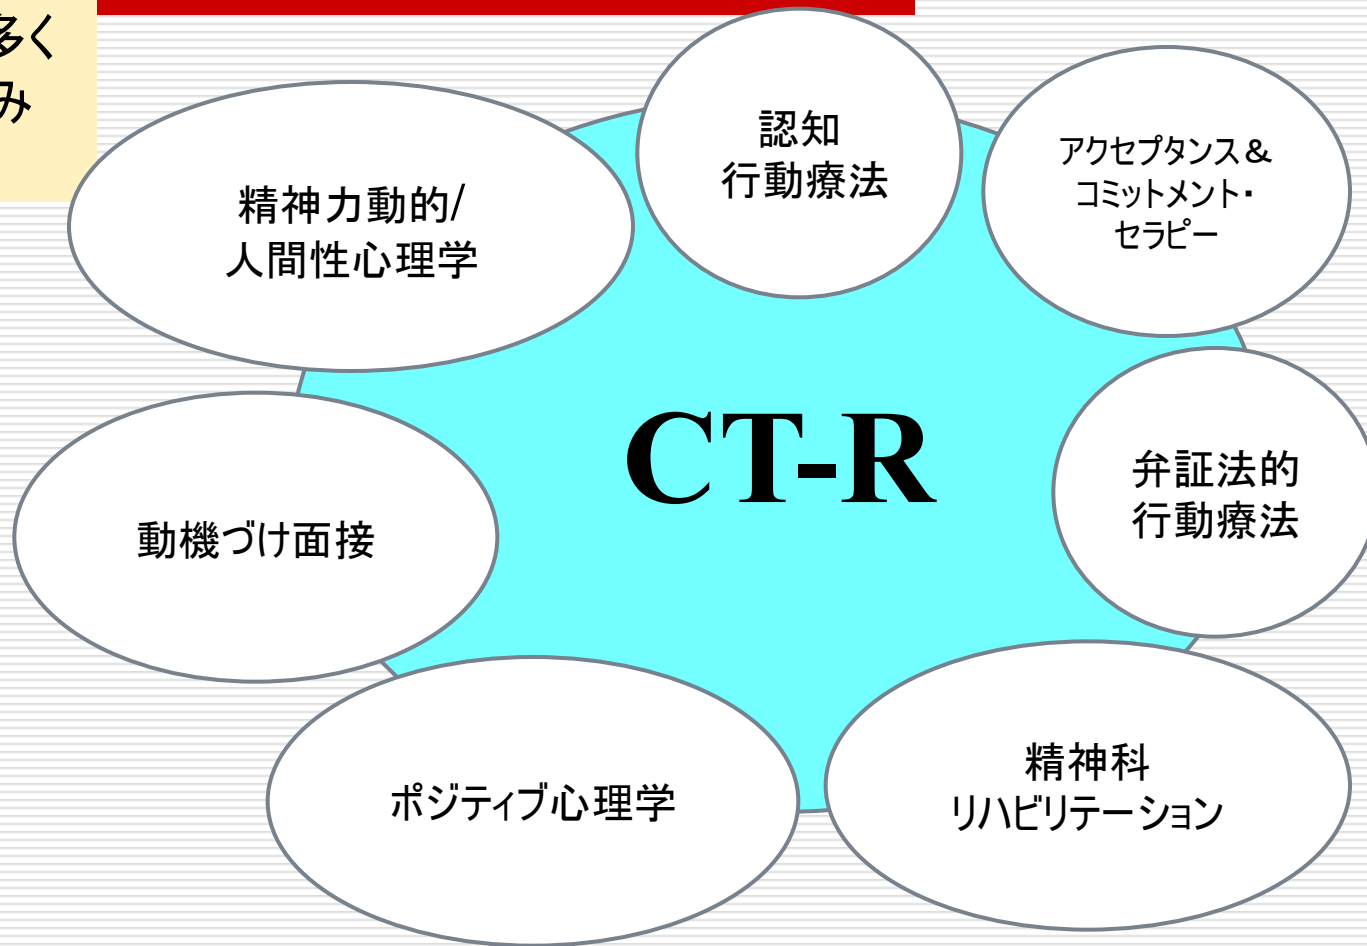 多く
み
認知
行動療法
アクセプタンス＆
コミットメント・
セラピー
精神力動的/
人間性心理学
CT-R
弁証法的
行動療法
動機づけ面接
精神科
リハビリテーション
ポジティブ心理学